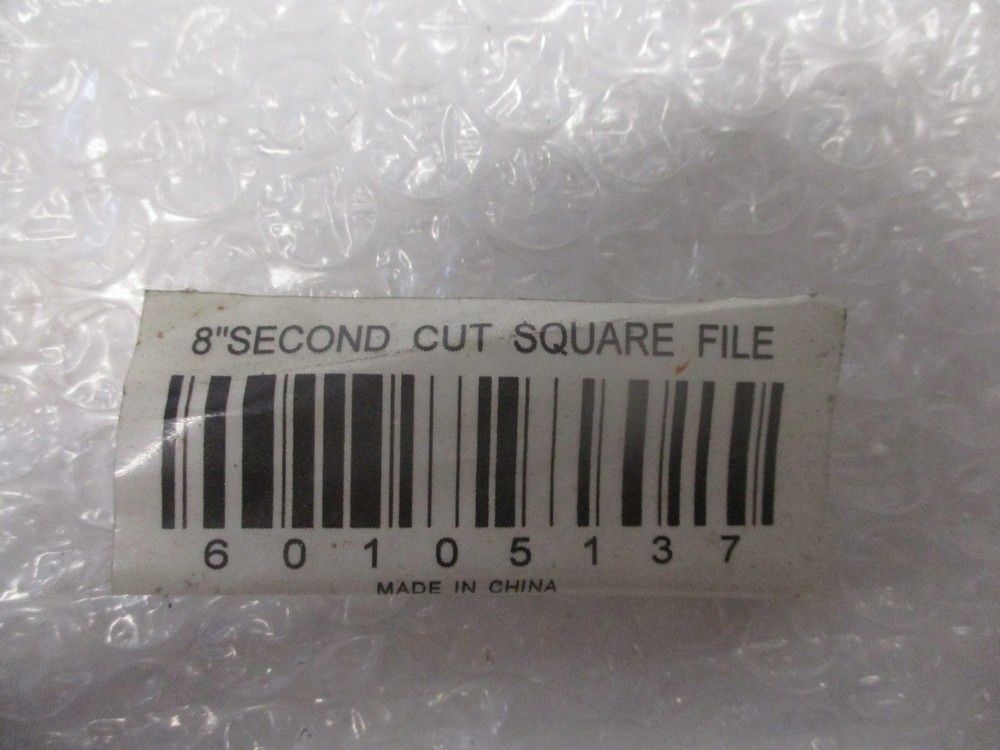 8"SECOND CUT SQUARE FILE
6 0 1 0 5 1 3 7
MADE IN CHINA